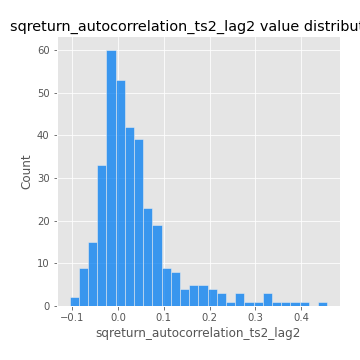 sqreturn_autocorrelation_ts2_lag2 value distribut
60
50
40
30
20
10
0
Count
−0.1 0.0 0.1 0.2 0.3 0.4
sqreturn_autocorrelation_ts2_lag2